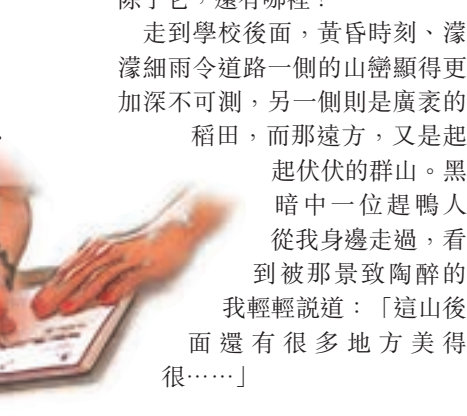 除了它，還有哪裡！
走到學校後面，黃昏時刻、濛
濛細雨令道路一側的山巒顯得更
加深不可測，另一側則是廣袤的
稻田，而那遠方，又是起
起伏伏的群山。黑
暗中一位趕鴨人
從我身邊走過，看
到被那景致陶醉的
我輕輕説道：「這山後
面還有很多地方美得
很……」